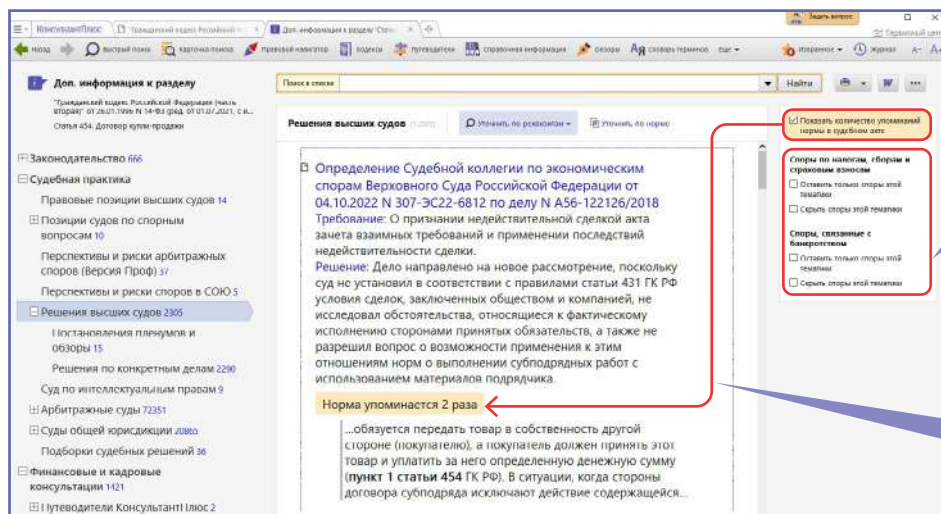 КонсультантПлюс
Гражданский кодекс Российской
Доп. информация к разделу "Стат
Задать вопрос
Сервисный цен
Назад
Быстрый поиск
Карточка поиска
Правовой навигатор
Кодексы
Путеводители
Справочная информация
Обзоры
Словарь терминов
Еще
Избранное
Журнал
А-
А+
Доп. информация к разделу
"Гражданский кодекс Российской Федерации (часть
вторая)" от 26.01.1996 N 14-ФЗ (ред. от 01.07.2021, с и...
Статья 454. Договор купли-продажи
Законодательство 666
Судебная практика
Правовые позиции высших судов 14
Позиции судов по спорным
вопросам 10
Перспективы и риски арбитражных
споров (Версия Проф) 37
Перспективы и риски споров в СОЮ 5
Решения высших судов 2305
Постановления пленумов и
обзоры 15
Решения по конкретным делам 2290
Суд по интеллектуальным правам 9
Арбитражные суды 72351
Суды общей юрисдикции 20865
Подборки судебных решений 36
Финансовые и кадровые
консультации 1421
Путеводители КонсультантПлюс 2
Поиск в списке
Найти
W
Решения высших судов (2305)
Уточнить по реквизитам
Уточнить по норме
Определение Судебной коллегии по экономическим
спорам Верховного Суда Российской Федерации от
04.10.2022 N 307-ЭС22-6812 по делу N А56-122126/2018
Требование: О признании недействительной сделкой акта
зачета взаимных требований и применении последствий
недействительности сделки.
Решение: Дело направлено на новое рассмотрение, поскольку
суд не установил в соответствии с правилами статьи 431 ГК РФ
условия сделок, заключенных обществом и компанией, не
исследовал обстоятельства, относящиеся к фактическому
исполнению сторонами принятых обязательств, а также не
разрешил вопрос о возможности применения к этим
отношениям норм о выполнении субподрядных работ с
использованием материалов подрядчика.
Норма упоминается 2 раза
...обязуется передать товар в собственность другой
стороне (покупателю), а покупатель должен принять этот
товар и уплатить за него определенную денежную сумму
(пункт 1 статьи 454 ГК РФ). В ситуации, когда стороны
договора субподряда исключают действие содержащейся...
Показать количество упоминаний
нормы в судебном акте
Споры по налогам, сборам и
страховым взносам
Оставить только споры этой
тематики
Скрыть споры этой тематики
Споры, связанные с
банкротством
Оставить только споры этой
тематики
Скрыть споры этой тематики